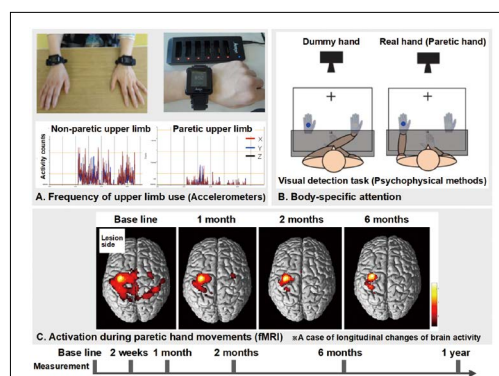 Non-paretic upper limb
Paretic upper limb
Activity counts
X
Y
Z
A. Frequency of upper limb use (Accelerometers)
Dummy hand
Real hand (Paretic hand)
Visual detection task (Psychophysical methods)
B. Body-specific attention
Base line
1 month
2 months
6 months
Lesion side
C. Activation during paretic hand movements (fMRI) ※A case of longitudinal changes of brain activity
Base line
2 weeks
1 month
2 months
6 months
1 year
Measurement